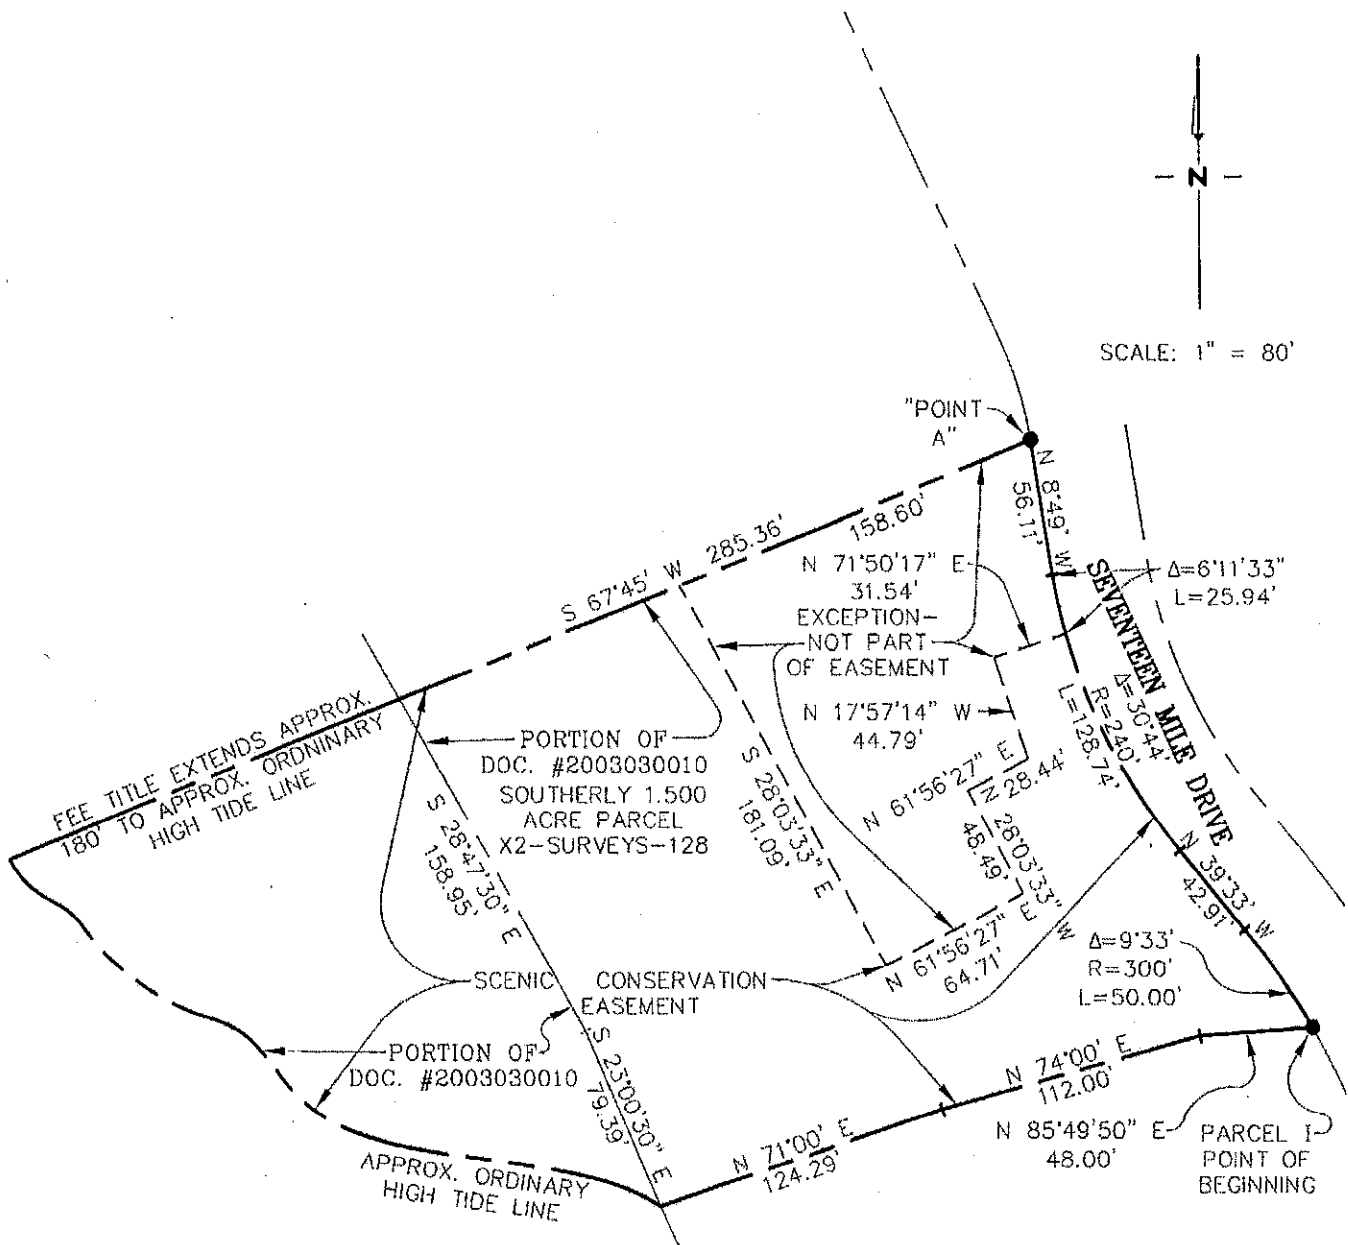 N
SCALE: 1" = 80'
"POINT
A"
N 8°49' W
56.11'
285.36'
158.60'
S 67°45' W
N 71°50'17" E
31.54'
EXCEPTION-
NOT PART
OF EASEMENT
Δ=6°11'33"
L=25.94'
SEVENTEEN MILE DRIVE
Δ=30°44'
R=240'
L=128.74'
N 17°57'14" W
44.79'
FEE TITLE EXTENDS APPROX.
180' TO APPROX. ORDNINARY
HIGH TIDE LINE
PORTION OF
DOC. #2003030010
SOUTHERLY 1.500
ACRE PARCEL
X2-SURVEYS-128
N 61°56'27" E
28.44'
N 28°03'33" W
48.49'
S 28°03'33" E
181.09'
S 28°47'30" E
158.95'
N 39°33' W
42.91'
N 61°56'27" E
64.71'
Δ=9°33'
R=300'
L=50.00'
SCENIC CONSERVATION
EASEMENT
PORTION OF
DOC. #2003030010
S 23°00'30" E
79.39'
N 74°00' E
112.00'
N 85°49'50" E
48.00'
PARCEL I
POINT OF
BEGINNING
N 71°00' E
124.29'
APPROX. ORDINARY
HIGH TIDE LINE